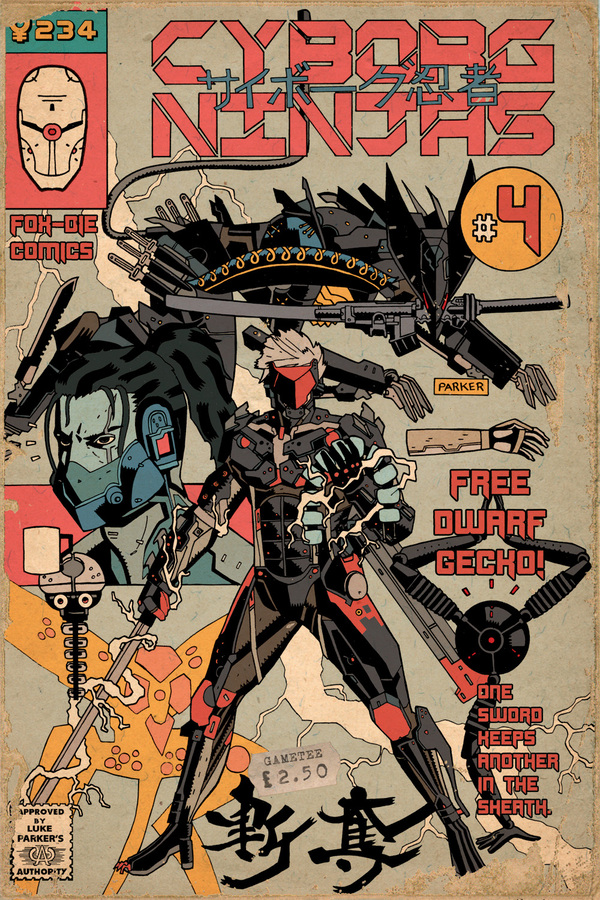 ¥234
CYBORG
サイボーグ忍者
NINJAS
#4
FOX-DIE
COMICS
PARKER
FREE
DWARF
GECKO!
ONE
SWORD
KEEPS
ANOTHER
IN THE
SHEATH.
GAMETEE
£2.50
斬鳶
APPROVED
BY
LUKE
PARKER'S
AUTHORITY